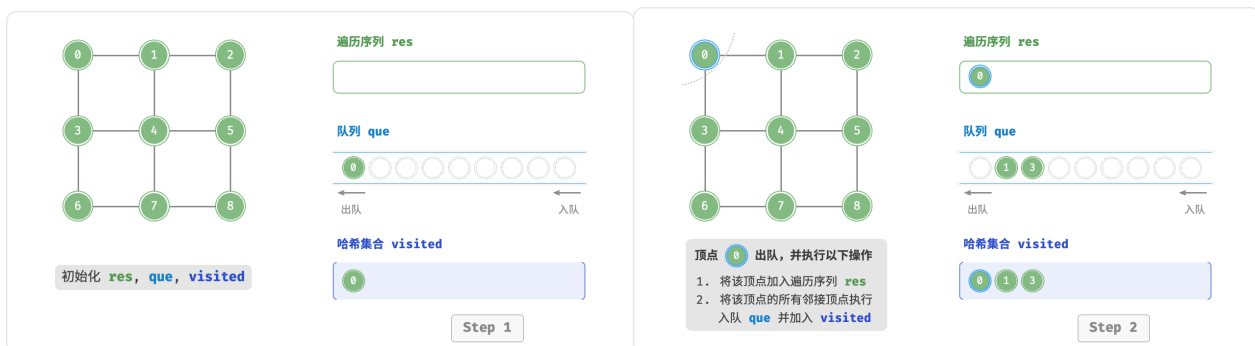 0 1 2
3 4 5
6 7 8
初始化 res, que, visited
遍历序列 res
队列 que
0
出队 入队
哈希集合 visited
0
Step 1
0 1 2
3 4 5
6 7 8
顶点 0 出队，并执行以下操作
1. 将该顶点加入遍历序列 res
2. 将该顶点的所有邻接顶点执行
入队 que 并加入 visited
遍历序列 res
0
队列 que
1 3
出队 入队
哈希集合 visited
0 1 3
Step 2